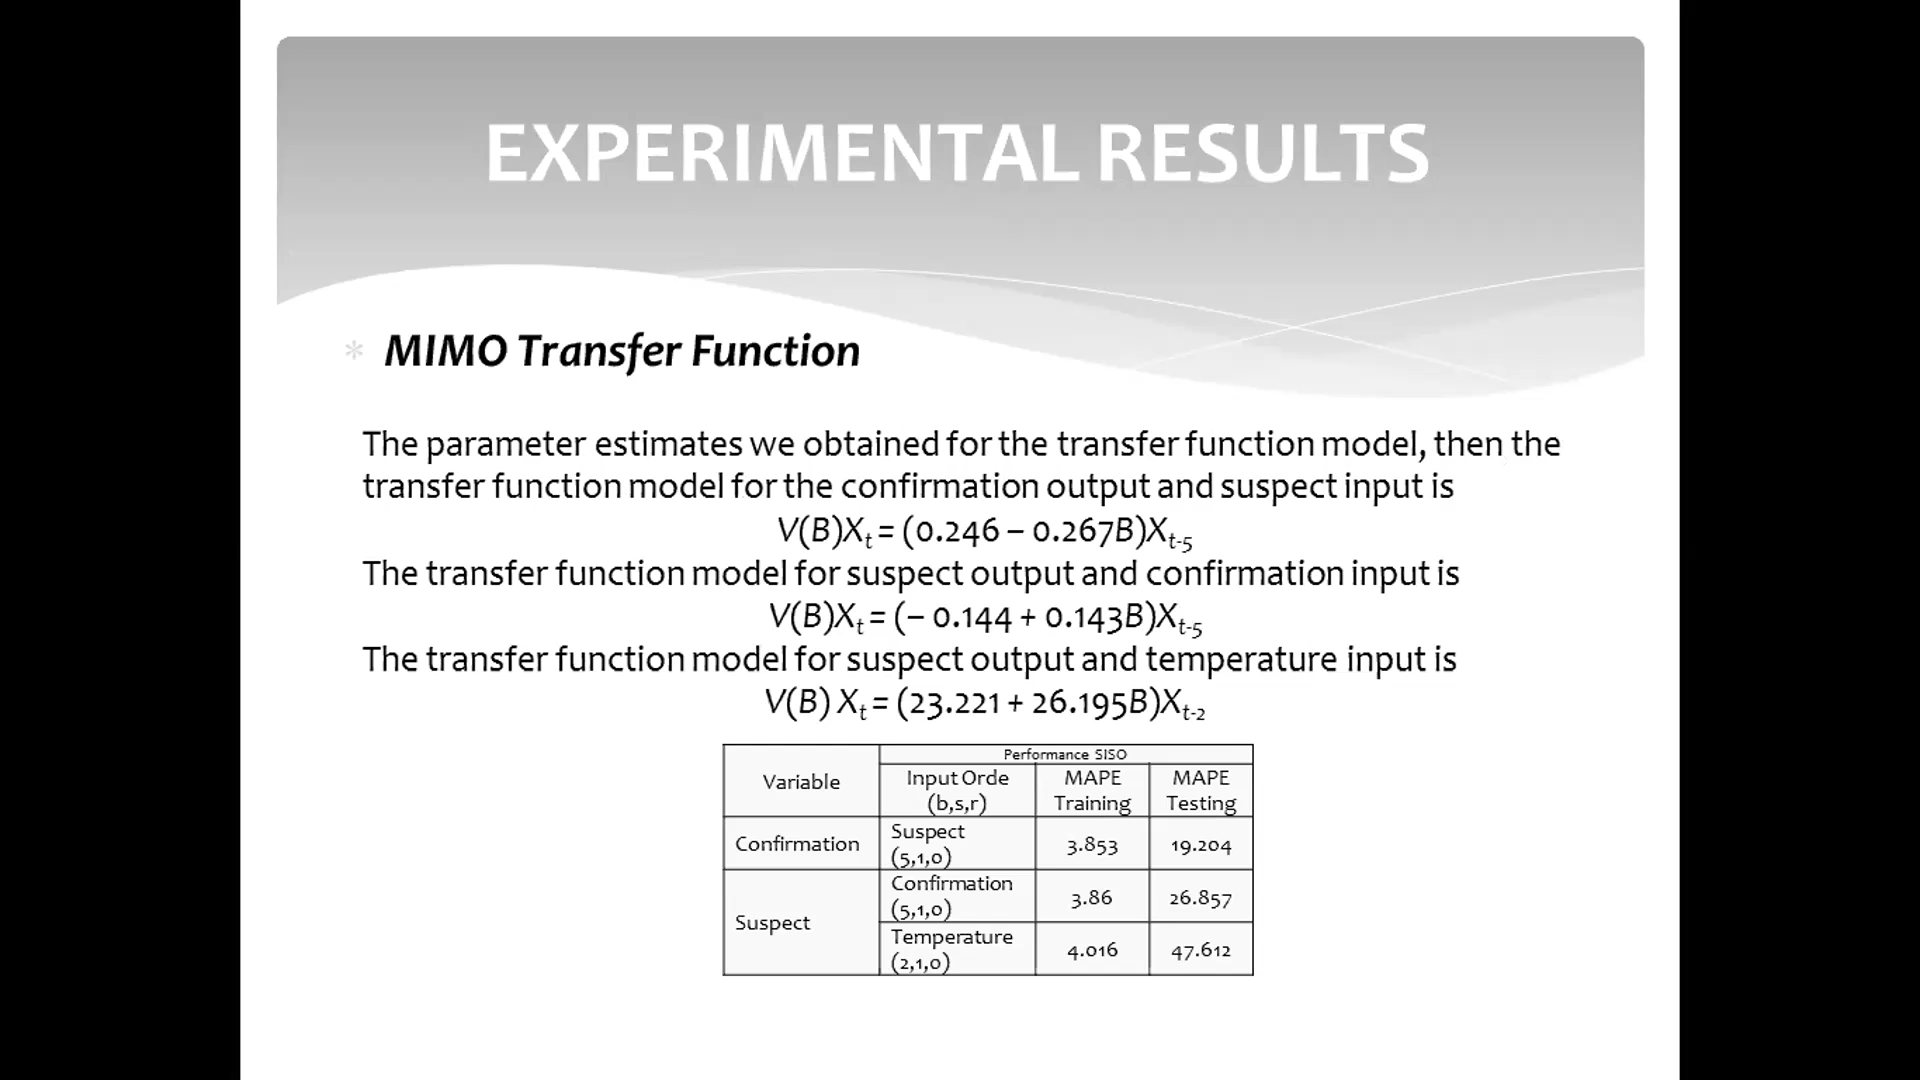 EXPERIMENTAL RESULTS
* MIMO Transfer Function
The parameter estimates we obtained for the transfer function model, then the
transfer function model for the confirmation output and suspect input is
V(B)Xt = (0.246 – 0.267B)Xt-5
The transfer function model for suspect output and confirmation input is
V(B)Xt = (– 0.144 + 0.143B)Xt-5
The transfer function model for suspect output and temperature input is
V(B) Xt = (23.221 + 26.195B)Xt-2
Variable
Performance SISO
Input Orde
(b,s,r)
MAPE
Training
MAPE
Testing
Confirmation
Suspect
(5,1,0)
3.853
19.204
Suspect
Confirmation
(5,1,0)
3.86
26.857
Temperature
(2,1,0)
4.016
47.612